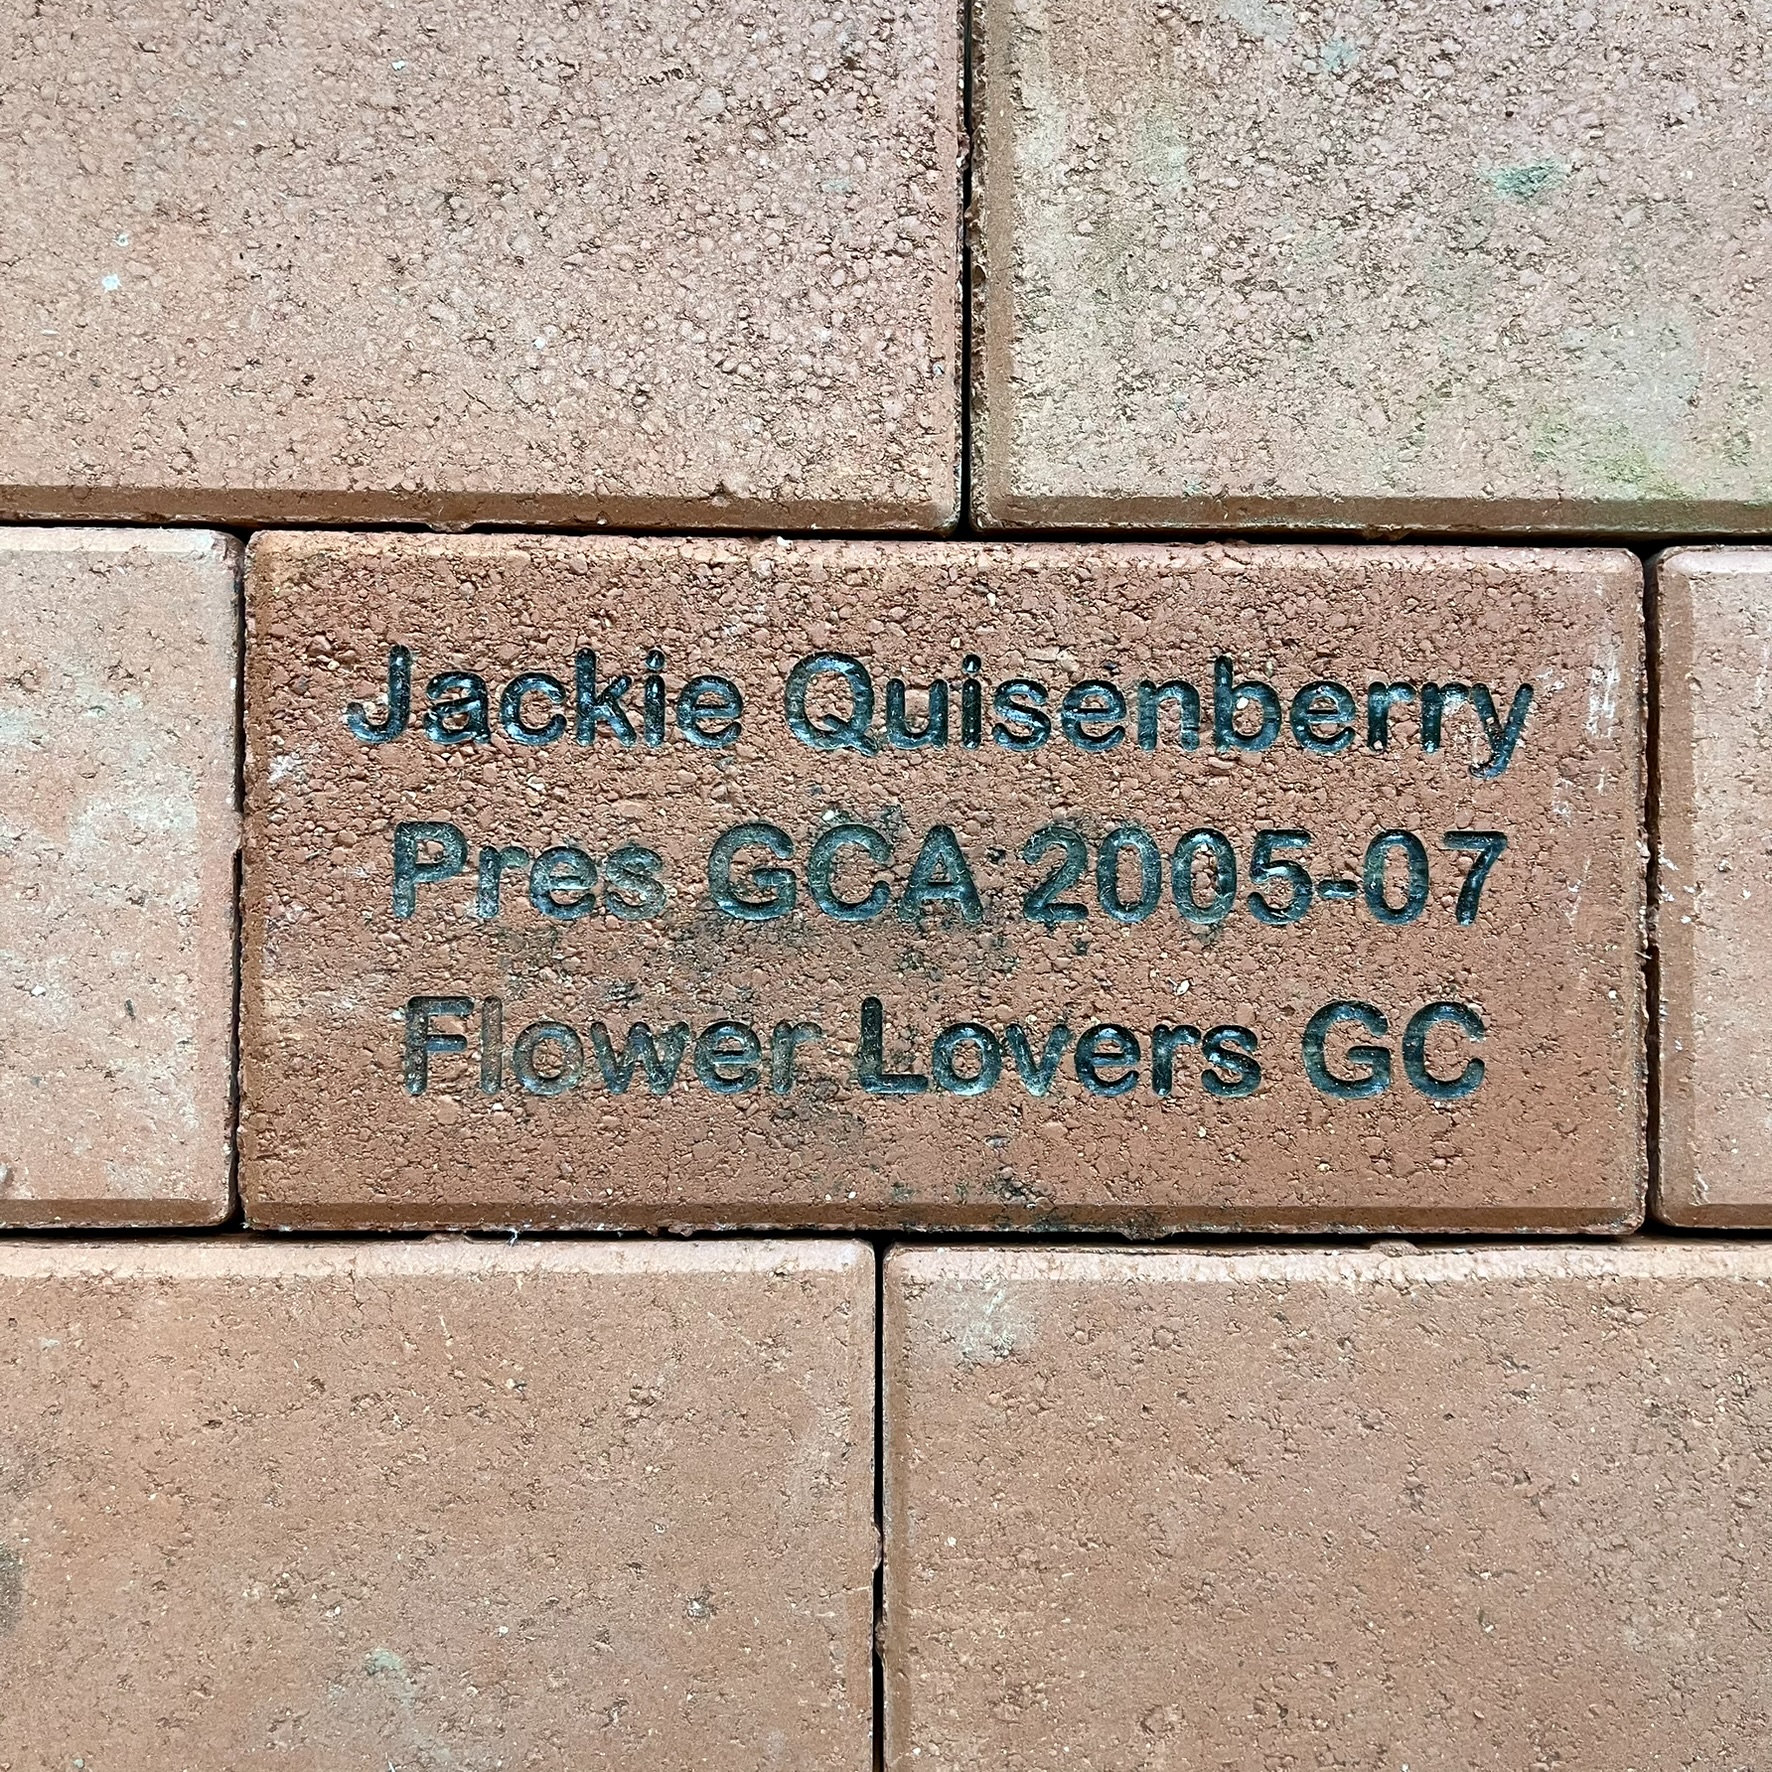 Jackie Quisenberry
Pres GCA 2005-07
Flower Lovers GC